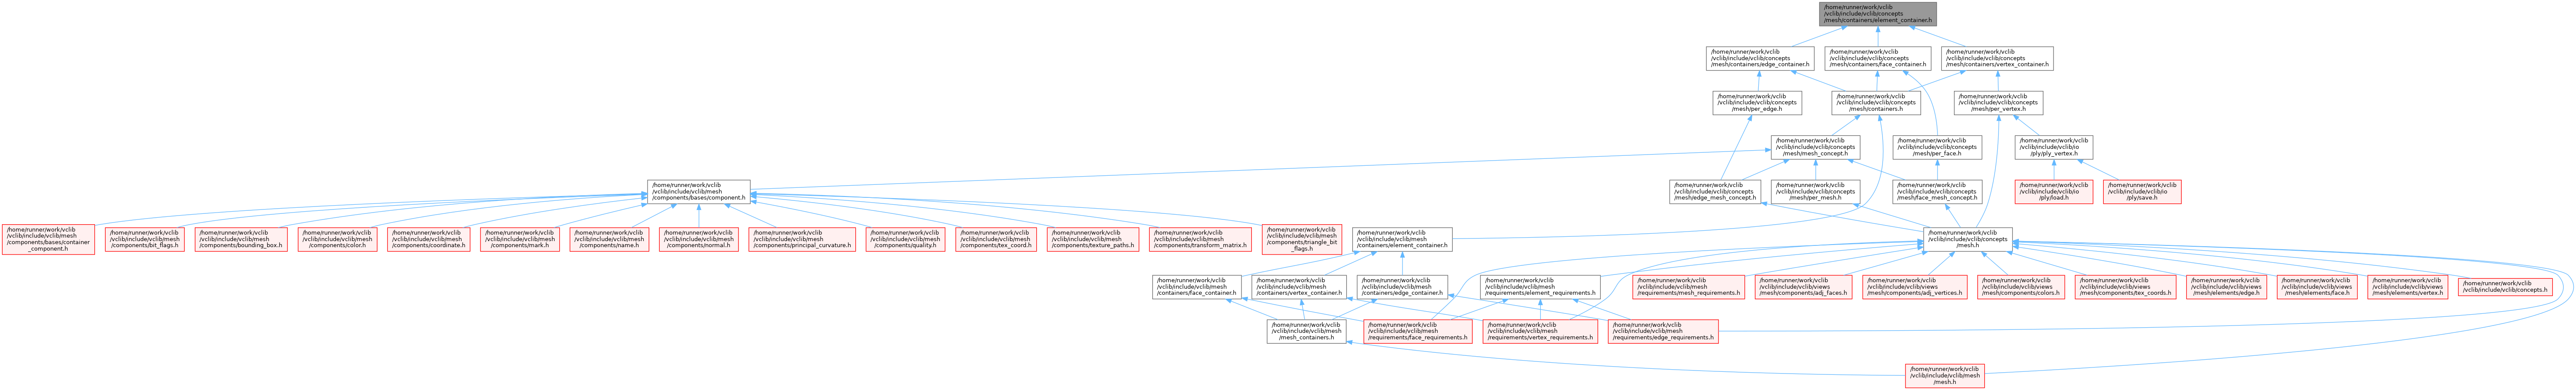 /home/runner/work/vclib
/vclib/include/vclib/concepts
/mesh/containers/element_container.h
/home/runner/work/vclib
/vclib/include/vclib/concepts
/mesh/containers/edge_container.h
/home/runner/work/vclib
/vclib/include/vclib/concepts
/mesh/containers/face_container.h
/home/runner/work/vclib
/vclib/include/vclib/concepts
/mesh/containers/vertex_container.h
/home/runner/work/vclib
/vclib/include/vclib/concepts
/mesh/per_edge.h
/home/runner/work/vclib
/vclib/include/vclib/concepts
/mesh/containers.h
/home/runner/work/vclib
/vclib/include/vclib/concepts
/mesh/per_vertex.h
/home/runner/work/vclib
/vclib/include/vclib/concepts
/mesh/mesh_concept.h
/home/runner/work/vclib
/vclib/include/vclib/concepts
/mesh/per_face.h
/home/runner/work/vclib
/vclib/include/vclib/io
/ply/ply_vertex.h
/home/runner/work/vclib
/vclib/include/vclib/mesh
/components/bases/component.h
/home/runner/work/vclib
/vclib/include/vclib/concepts
/mesh/edge_mesh_concept.h
/home/runner/work/vclib
/vclib/include/vclib/concepts
/mesh/per_mesh.h
/home/runner/work/vclib
/vclib/include/vclib/concepts
/mesh/face_mesh_concept.h
/home/runner/work/vclib
/vclib/include/vclib/io
/ply/load.h
/home/runner/work/vclib
/vclib/include/vclib/io
/ply/save.h
/home/runner/work/vclib
/vclib/include/vclib/mesh
/components/bases/container
_component.h
/home/runner/work/vclib
/vclib/include/vclib/mesh
/components/bit_flags.h
/home/runner/work/vclib
/vclib/include/vclib/mesh
/components/bounding_box.h
/home/runner/work/vclib
/vclib/include/vclib/mesh
/components/color.h
/home/runner/work/vclib
/vclib/include/vclib/mesh
/components/coordinate.h
/home/runner/work/vclib
/vclib/include/vclib/mesh
/components/mark.h
/home/runner/work/vclib
/vclib/include/vclib/mesh
/components/name.h
/home/runner/work/vclib
/vclib/include/vclib/mesh
/components/normal.h
/home/runner/work/vclib
/vclib/include/vclib/mesh
/components/principal_curvature.h
/home/runner/work/vclib
/vclib/include/vclib/mesh
/components/quality.h
/home/runner/work/vclib
/vclib/include/vclib/mesh
/components/tex_coord.h
/home/runner/work/vclib
/vclib/include/vclib/mesh
/components/texture_paths.h
/home/runner/work/vclib
/vclib/include/vclib/mesh
/components/transform_matrix.h
/home/runner/work/vclib
/vclib/include/vclib/mesh
/components/triangle_bit
_flags.h
/home/runner/work/vclib
/vclib/include/vclib/mesh
/containers/element_container.h
/home/runner/work/vclib
/vclib/include/vclib/concepts
/mesh.h
/home/runner/work/vclib
/vclib/include/vclib/mesh
/containers/face_container.h
/home/runner/work/vclib
/vclib/include/vclib/mesh
/containers/vertex_container.h
/home/runner/work/vclib
/vclib/include/vclib/mesh
/containers/edge_container.h
/home/runner/work/vclib
/vclib/include/vclib/mesh
/requirements/element_requirements.h
/home/runner/work/vclib
/vclib/include/vclib/mesh
/requirements/mesh_requirements.h
/home/runner/work/vclib
/vclib/include/vclib/views
/mesh/components/adj_faces.h
/home/runner/work/vclib
/vclib/include/vclib/views
/mesh/components/adj_vertices.h
/home/runner/work/vclib
/vclib/include/vclib/views
/mesh/components/colors.h
/home/runner/work/vclib
/vclib/include/vclib/views
/mesh/components/tex_coords.h
/home/runner/work/vclib
/vclib/include/vclib/views
/mesh/elements/edge.h
/home/runner/work/vclib
/vclib/include/vclib/views
/mesh/elements/face.h
/home/runner/work/vclib
/vclib/include/vclib/views
/mesh/elements/vertex.h
/home/runner/work/vclib
/vclib/include/vclib/concepts.h
/home/runner/work/vclib
/vclib/include/vclib/mesh
/mesh_containers.h
/home/runner/work/vclib
/vclib/include/vclib/mesh
/requirements/face_requirements.h
/home/runner/work/vclib
/vclib/include/vclib/mesh
/requirements/vertex_requirements.h
/home/runner/work/vclib
/vclib/include/vclib/mesh
/requirements/edge_requirements.h
/home/runner/work/vclib
/vclib/include/vclib/mesh
/mesh.h